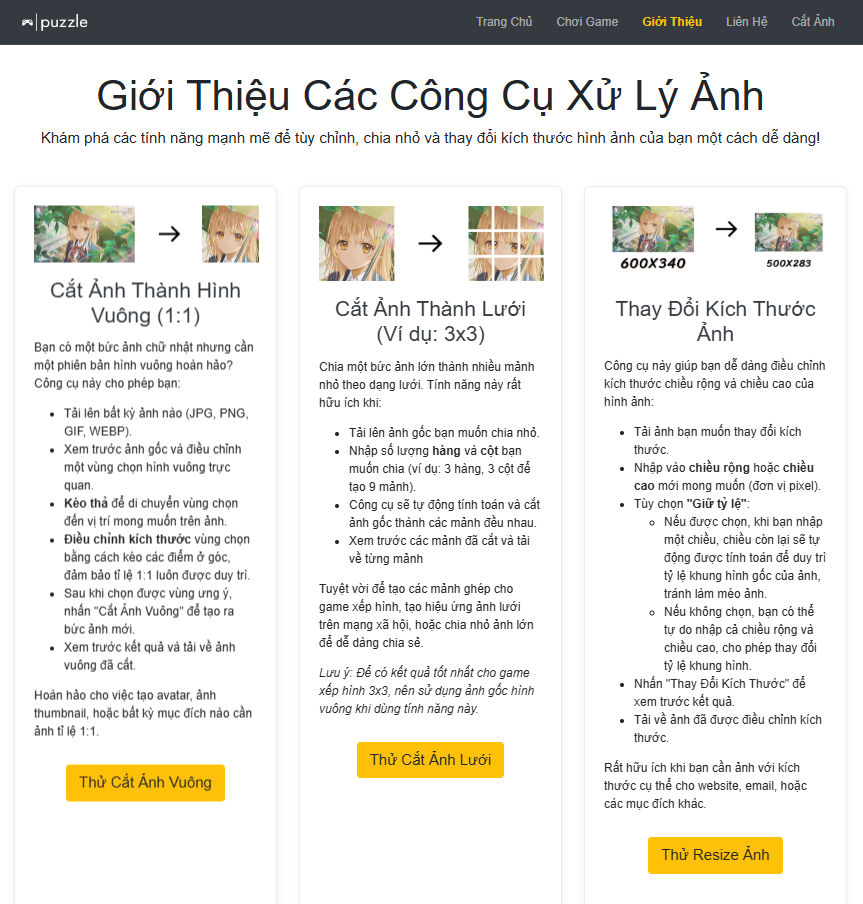 puzzle
Trang Chủ Chơi Game Giới Thiệu Liên Hệ Cắt Ảnh
Giới Thiệu Các Công Cụ Xử Lý Ảnh
Khám phá các tính năng mạnh mẽ để tùy chỉnh, chia nhỏ và thay đổi kích thước hình ảnh của bạn một cách dễ dàng!
Cắt Ảnh Thành Hình
Vuông (1:1)
Bạn có một bức ảnh chữ nhật nhưng cần
một phiên bản hình vuông hoàn hảo?
Công cụ này cho phép bạn:
Tải lên bất kỳ ảnh nào (JPG, PNG,
GIF, WEBP).
Xem trước ảnh gốc và điều chỉnh
một vùng chọn hình vuông trực
quan.
Kéo thả để di chuyển vùng chọn
đến vị trí mong muốn trên ảnh.
Điều chỉnh kích thước vùng chọn
bằng cách kéo các điểm ở góc,
đảm bảo tỉ lệ 1:1 luôn được duy trì.
Sau khi chọn được vùng ưng ý,
nhấn "Cắt Ảnh Vuông" để tạo ra
bức ảnh mới.
Xem trước kết quả và tải về ảnh
vuông đã cắt.
Hoàn hảo cho việc tạo avatar, ảnh
thumbnail, hoặc bất kỳ mục đích nào cần
ảnh tỉ lệ 1:1.
Thử Cắt Ảnh Vuông
Cắt Ảnh Thành Lưới
(Ví dụ: 3x3)
Chia một bức ảnh lớn thành nhiều mảnh
nhỏ theo dạng lưới. Tính năng này rất
hữu ích khi:
Tải lên ảnh gốc bạn muốn chia nhỏ.
Nhập số lượng hàng và cột bạn
muốn chia (ví dụ: 3 hàng, 3 cột để
tạo 9 mảnh).
Công cụ sẽ tự động tính toán và cắt
ảnh gốc thành các mảnh đều nhau.
Xem trước các mảnh đã cắt và tải
về từng mảnh
Tuyệt vời để tạo các mảnh ghép cho
game xếp hình, tạo hiệu ứng ảnh lưới
trên mạng xã hội, hoặc chia nhỏ ảnh lớn
để dễ dàng chia sẻ.
Lưu ý: Để có kết quả tốt nhất cho game
xếp hình 3x3, nên sử dụng ảnh gốc hình
vuông khi dùng tính năng này.
Thử Cắt Ảnh Lưới
600X340
500X283
Thay Đổi Kích Thước
Ảnh
Công cụ này giúp bạn dễ dàng điều chỉnh
kích thước chiều rộng và chiều cao của
hình ảnh:
Tải ảnh bạn muốn thay đổi kích
thước.
Nhập vào chiều rộng hoặc chiều
cao mới mong muốn (đơn vị pixel).
Tùy chọn "Giữ tỷ lệ":
Nếu được chọn, khi bạn nhập
một chiều, chiều còn lại sẽ tự
động được tính toán để duy trì
tỷ lệ khung hình gốc của ảnh,
tránh làm méo ảnh.
Nếu không chọn, bạn có thể
tự do nhập cả chiều rộng và
chiều cao, cho phép thay đổi
tỷ lệ khung hình.
Nhấn "Thay Đổi Kích Thước" để
xem trước kết quả.
Tải về ảnh đã được điều chỉnh kích
thước.
Rất hữu ích khi bạn cần ảnh với kích
thước cụ thể cho website, email, hoặc
các mục đích khác.
Thử Resize Ảnh